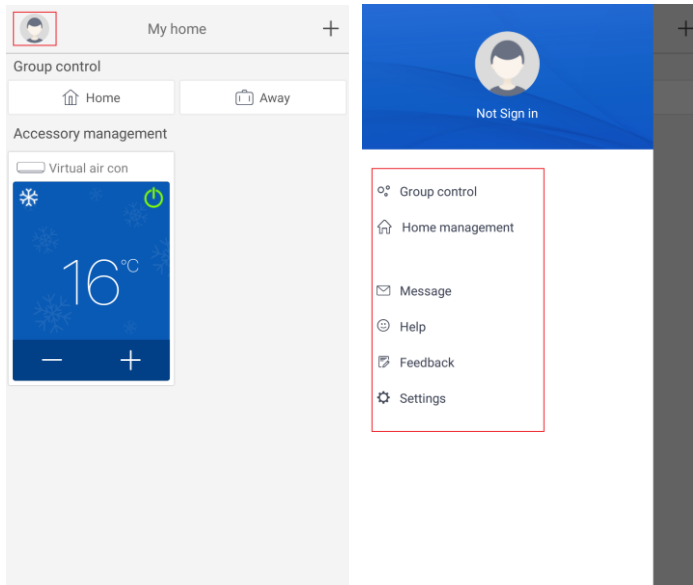 My home
Group control
Home
Away
Accessory management
Virtual air con
16°C
Not Sign in
Group control
Home management
Message
Help
Feedback
Settings